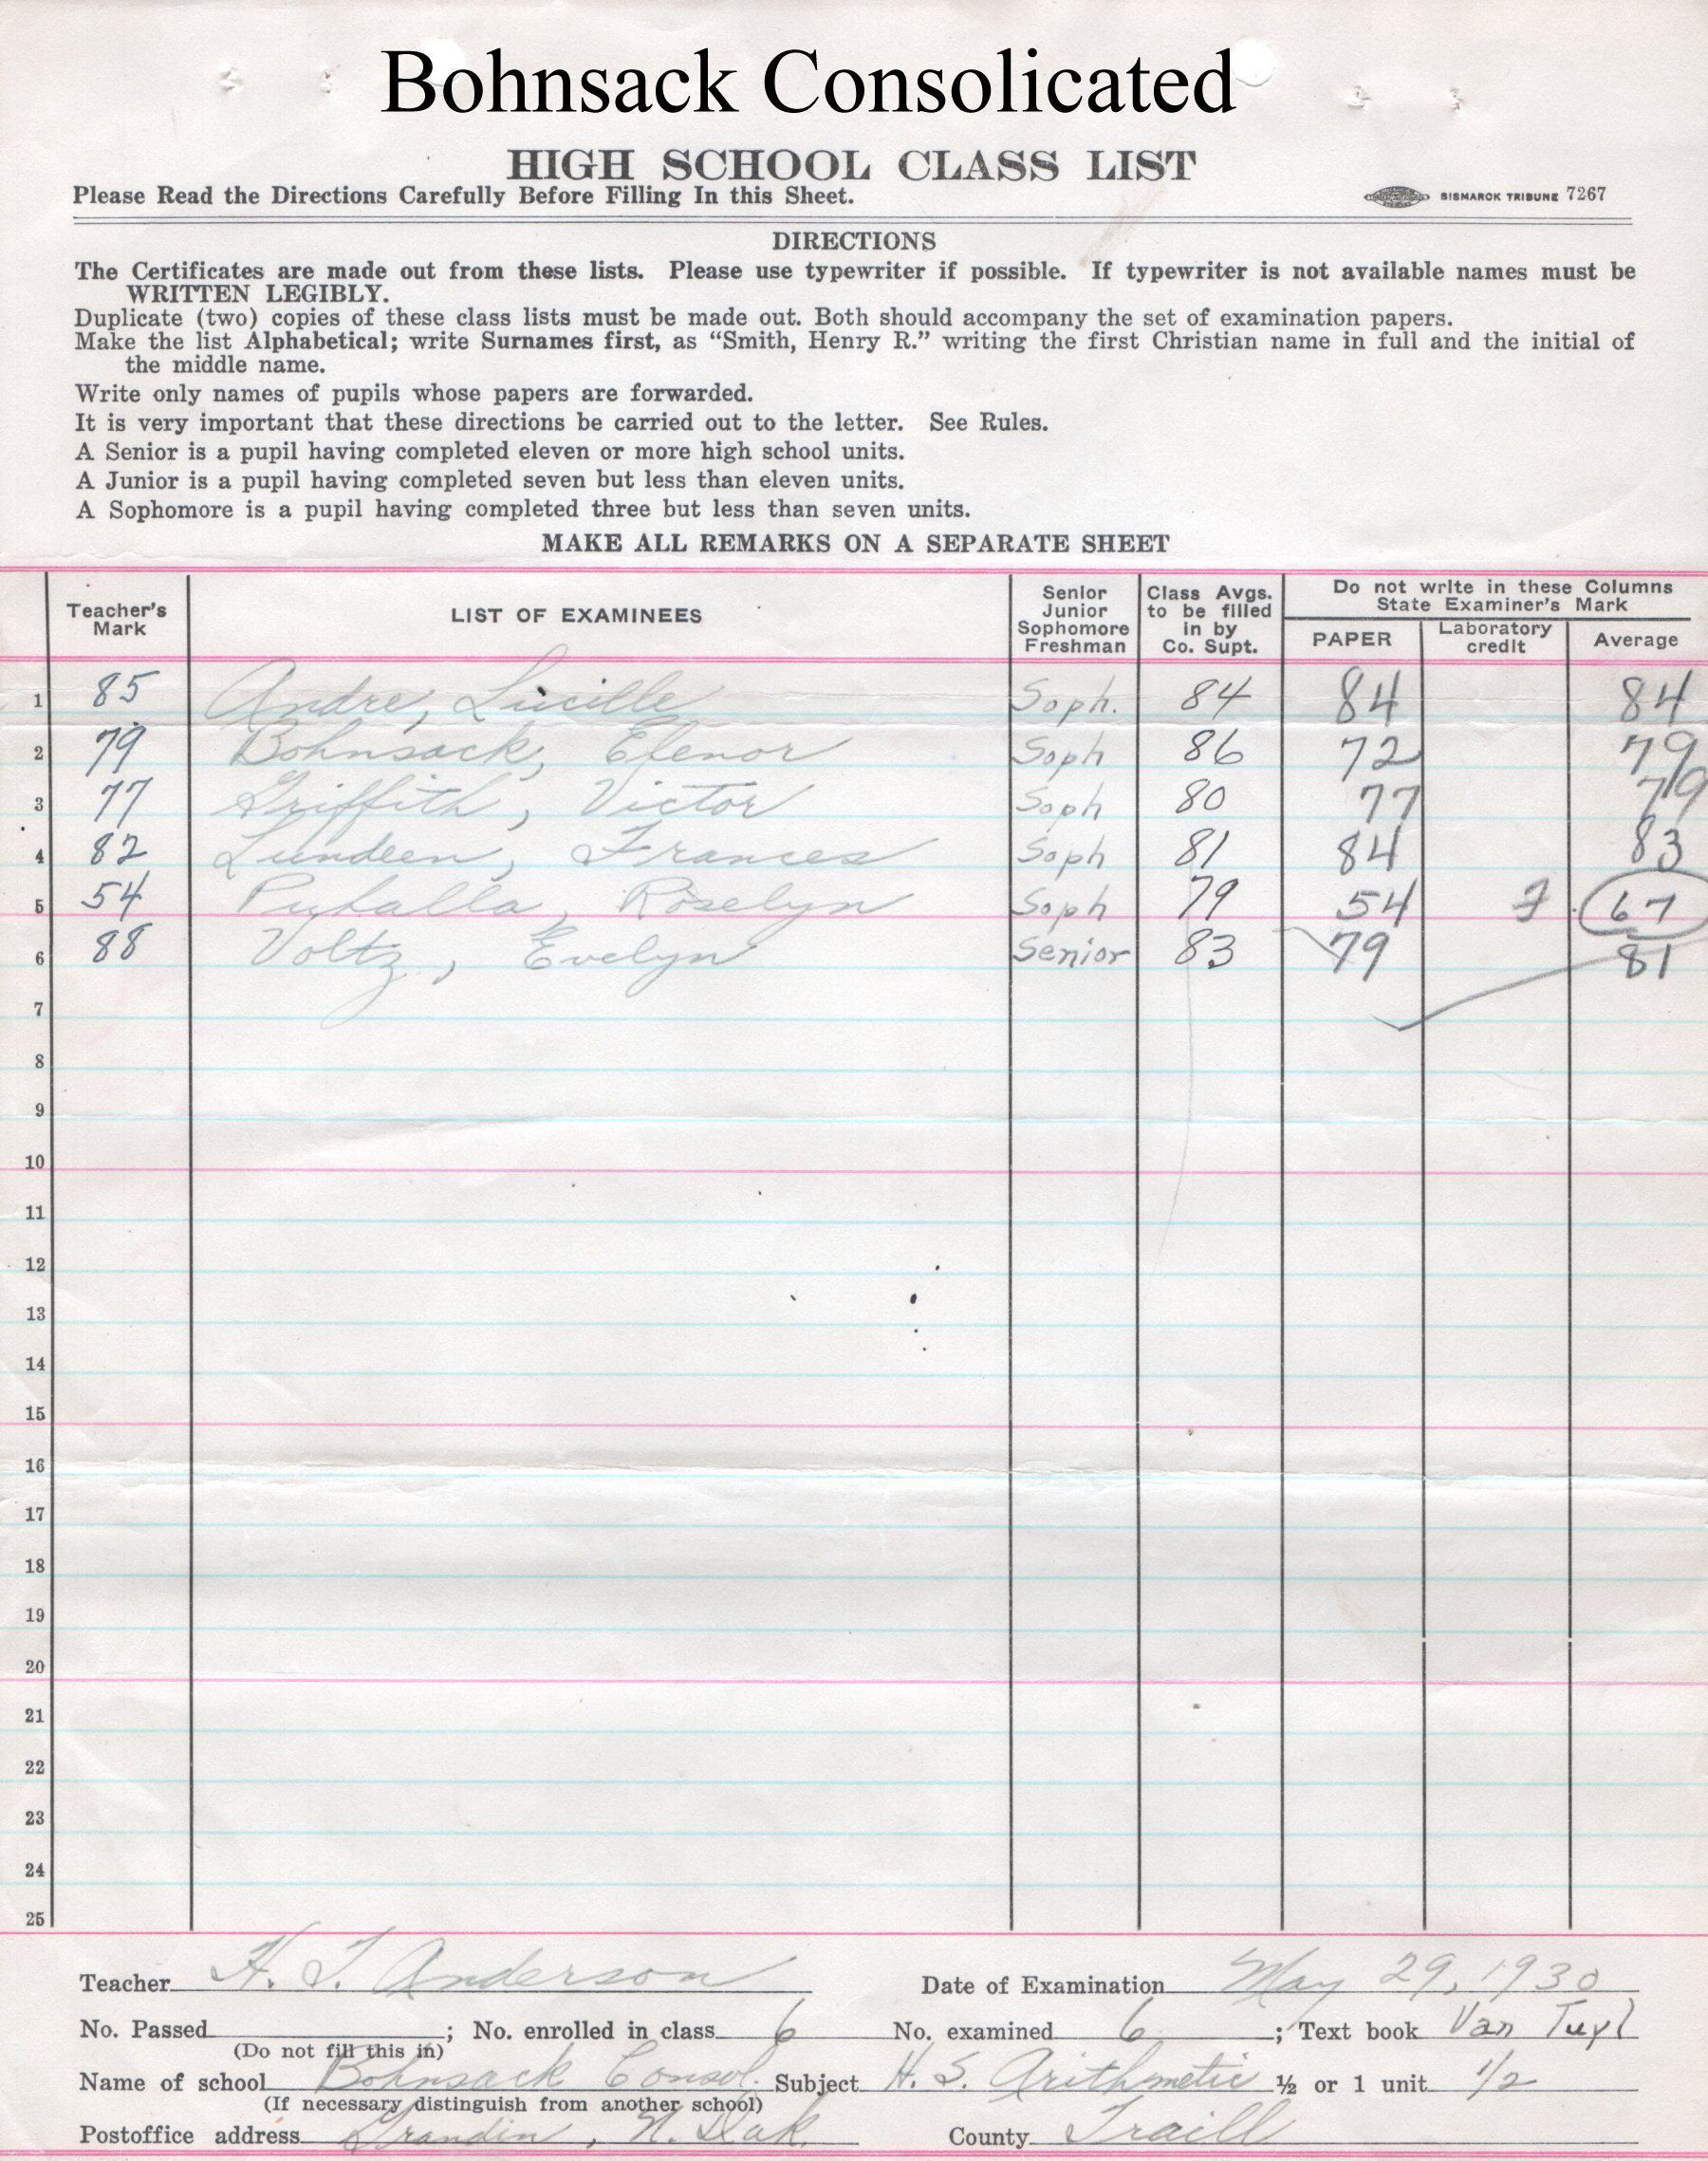 Bohnsack Consolicated
HIGH SCHOOL CLASS LIST
Please Read the Directions Carefully Before Filling In this Sheet. BISMARCK TRIBUNE 7267
DIRECTIONS
The Certificates are made out from these lists. Please use typewriter if possible. If typewriter is not available names must be
WRITTEN LEGIBLY.
Duplicate (two) copies of these class lists must be made out. Both should accompany the set of examination papers.
Make the list Alphabetical; write Surnames first, as “Smith, Henry R.” writing the first Christian name in full and the initial of
the middle name.
Write only names of pupils whose papers are forwarded.
It is very important that these directions be carried out to the letter. See Rules.
A Senior is a pupil having completed eleven or more high school units.
A Junior is a pupil having completed seven but less than eleven units.
A Sophomore is a pupil having completed three but less than seven units.
MAKE ALL REMARKS ON A SEPARATE SHEET
Teacher's Mark LIST OF EXAMINEES Senior Junior Sophomore Freshman Class Avgs. to be filled in by Co. Supt. Do not write in these Columns State Examiner's Mark PAPER Laboratory credit Average
1 85 Andre, Lucille Soph. 84 84 84
2 79 Bohnsack, Elenor Soph 86 72 79
3 77 Griffith, Victor Soph 80 77 79
4 82 Lundeen, Frances Soph 81 84 83
5 54 Puhalla, Roselyn Soph 79 54 67
6 88 Voltz, Evelyn Senior 83 79 81
7
8
9
10
11
12
13
14
15
16
17
18
19
20
21
22
23
24
25
Teacher H. T. Anderson Date of Examination May 29, 1930
No. Passed ; No. enrolled in class 6 No. examined 6 ; Text book Van Tuyl
(Do not fill this in)
Name of school Bohnsack Consol. Subject H. S. Arithmetic ½ or 1 unit 1/2
(If necessary distinguish from another school)
Postoffice address Grandin, N. Dak. County Traill